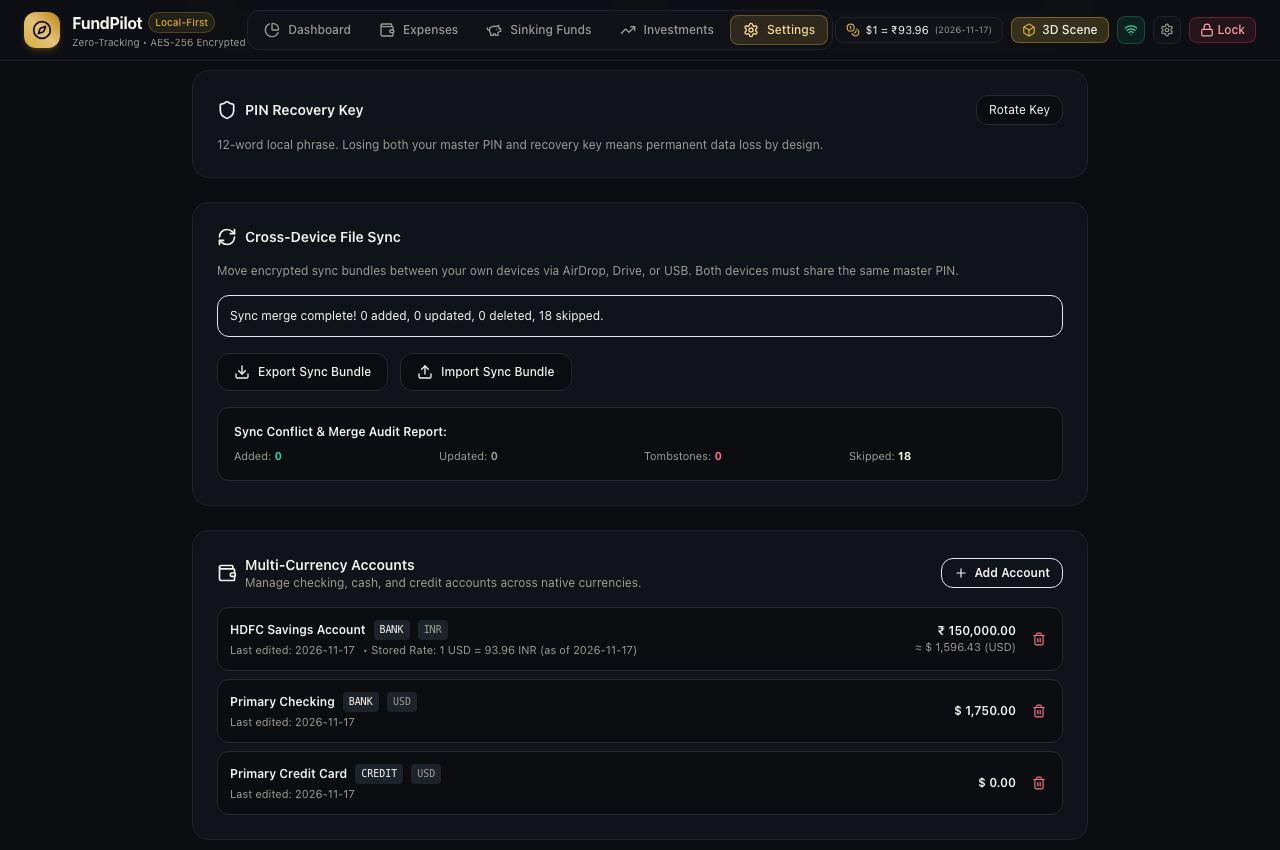 FundPilot Local-First
Zero-Tracking • AES-256 Encrypted
Dashboard
Expenses
Sinking Funds
Investments
Settings
$1 = ₹93.96 (2026-11-17)
3D Scene
Lock
PIN Recovery Key
Rotate Key
12-word local phrase. Losing both your master PIN and recovery key means permanent data loss by design.
Cross-Device File Sync
Move encrypted sync bundles between your own devices via AirDrop, Drive, or USB. Both devices must share the same master PIN.
Sync merge complete! 0 added, 0 updated, 0 deleted, 18 skipped.
Export Sync Bundle
Import Sync Bundle
Sync Conflict & Merge Audit Report:
Added: 0
Updated: 0
Tombstones: 0
Skipped: 18
Multi-Currency Accounts
Manage checking, cash, and credit accounts across native currencies.
+ Add Account
HDFC Savings Account BANK INR
Last edited: 2026-11-17 • Stored Rate: 1 USD = 93.96 INR (as of 2026-11-17)
₹ 150,000.00
≈ $ 1,596.43 (USD)
Primary Checking BANK USD
Last edited: 2026-11-17
$ 1,750.00
Primary Credit Card CREDIT USD
Last edited: 2026-11-17
$ 0.00